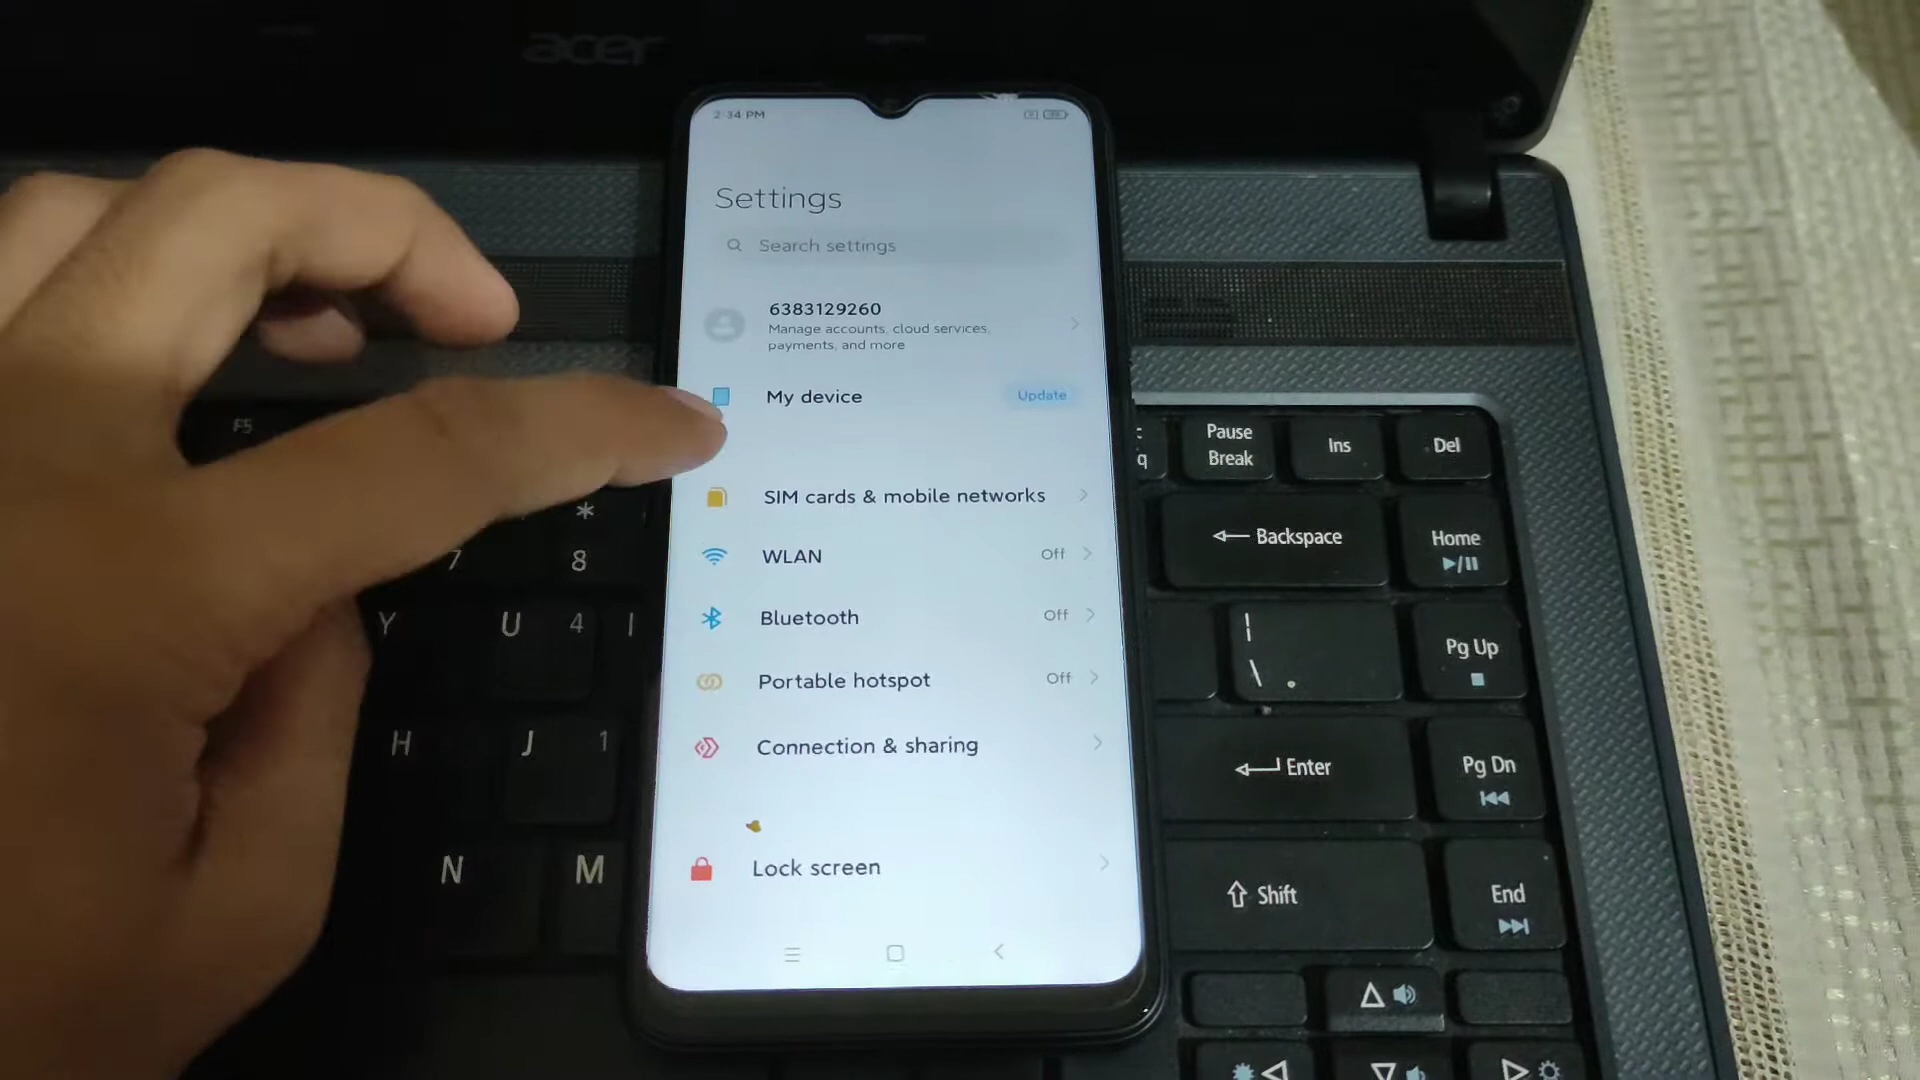 acer
2:34 PM
Settings
Search settings
6383129260
Manage accounts, cloud services,
payments, and more
My device
Update
SIM cards & mobile networks
WLAN
Off
Bluetooth
Off
Portable hotspot
Off
Connection & sharing
Lock screen
F5
*
7
8
Y
U
4
I
H
J
1
N
M
q
Pause
Break
Ins
Del
Backspace
Home
|
\
Pg Up
Enter
Pg Dn
Shift
End